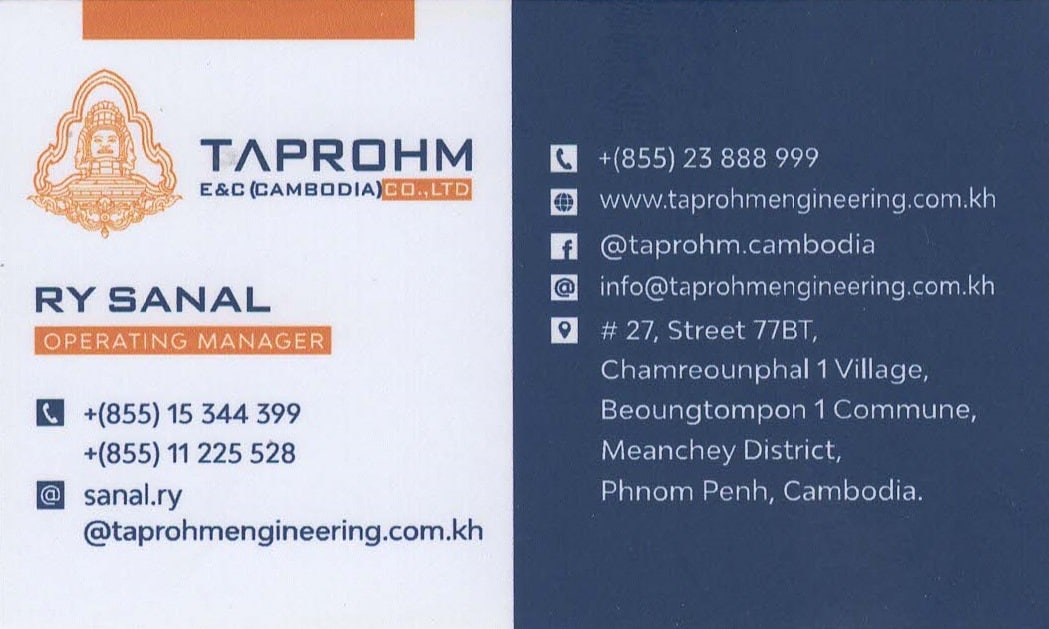 TAPROHM
E&C (CAMBODIA) CO.,LTD
RY SANAL
OPERATING MANAGER
+(855) 15 344 399
+(855) 11 225 528
sanal.ry
@taprohmengineering.com.kh
+(855) 23 888 999
www.taprohmengineering.com.kh
@taprohm.cambodia
info@taprohmengineering.com.kh
# 27, Street 77BT,
Chamreounphal 1 Village,
Beoungtompon 1 Commune,
Meanchey District,
Phnom Penh, Cambodia.